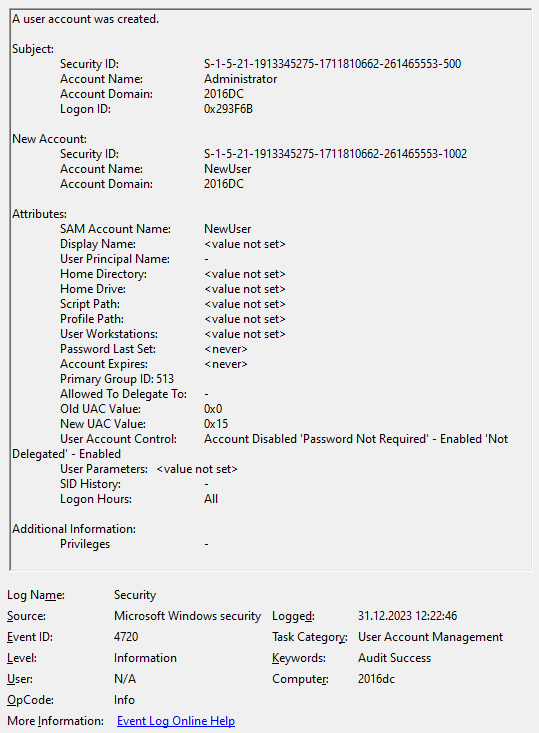 A user account was created.
Subject:
Security ID: S-1-5-21-1913345275-1711810662-261465553-500
Account Name: Administrator
Account Domain: 2016DC
Logon ID: 0x293F6B
New Account:
Security ID: S-1-5-21-1913345275-1711810662-261465553-1002
Account Name: NewUser
Account Domain: 2016DC
Attributes:
SAM Account Name: NewUser
Display Name: <value not set>
User Principal Name: -
Home Directory: <value not set>
Home Drive: <value not set>
Script Path: <value not set>
Profile Path: <value not set>
User Workstations: <value not set>
Password Last Set: <never>
Account Expires: <never>
Primary Group ID: 513
Allowed To Delegate To: -
Old UAC Value: 0x0
New UAC Value: 0x15
User Account Control: Account Disabled 'Password Not Required' - Enabled 'Not
Delegated' - Enabled
User Parameters: <value not set>
SID History: -
Logon Hours: All
Additional Information:
Privileges -
Log Name: Security
Source: Microsoft Windows security Logged: 31.12.2023 12:22:46
Event ID: 4720 Task Category: User Account Management
Level: Information Keywords: Audit Success
User: N/A Computer: 2016dc
OpCode: Info
More Information: Event Log Online Help